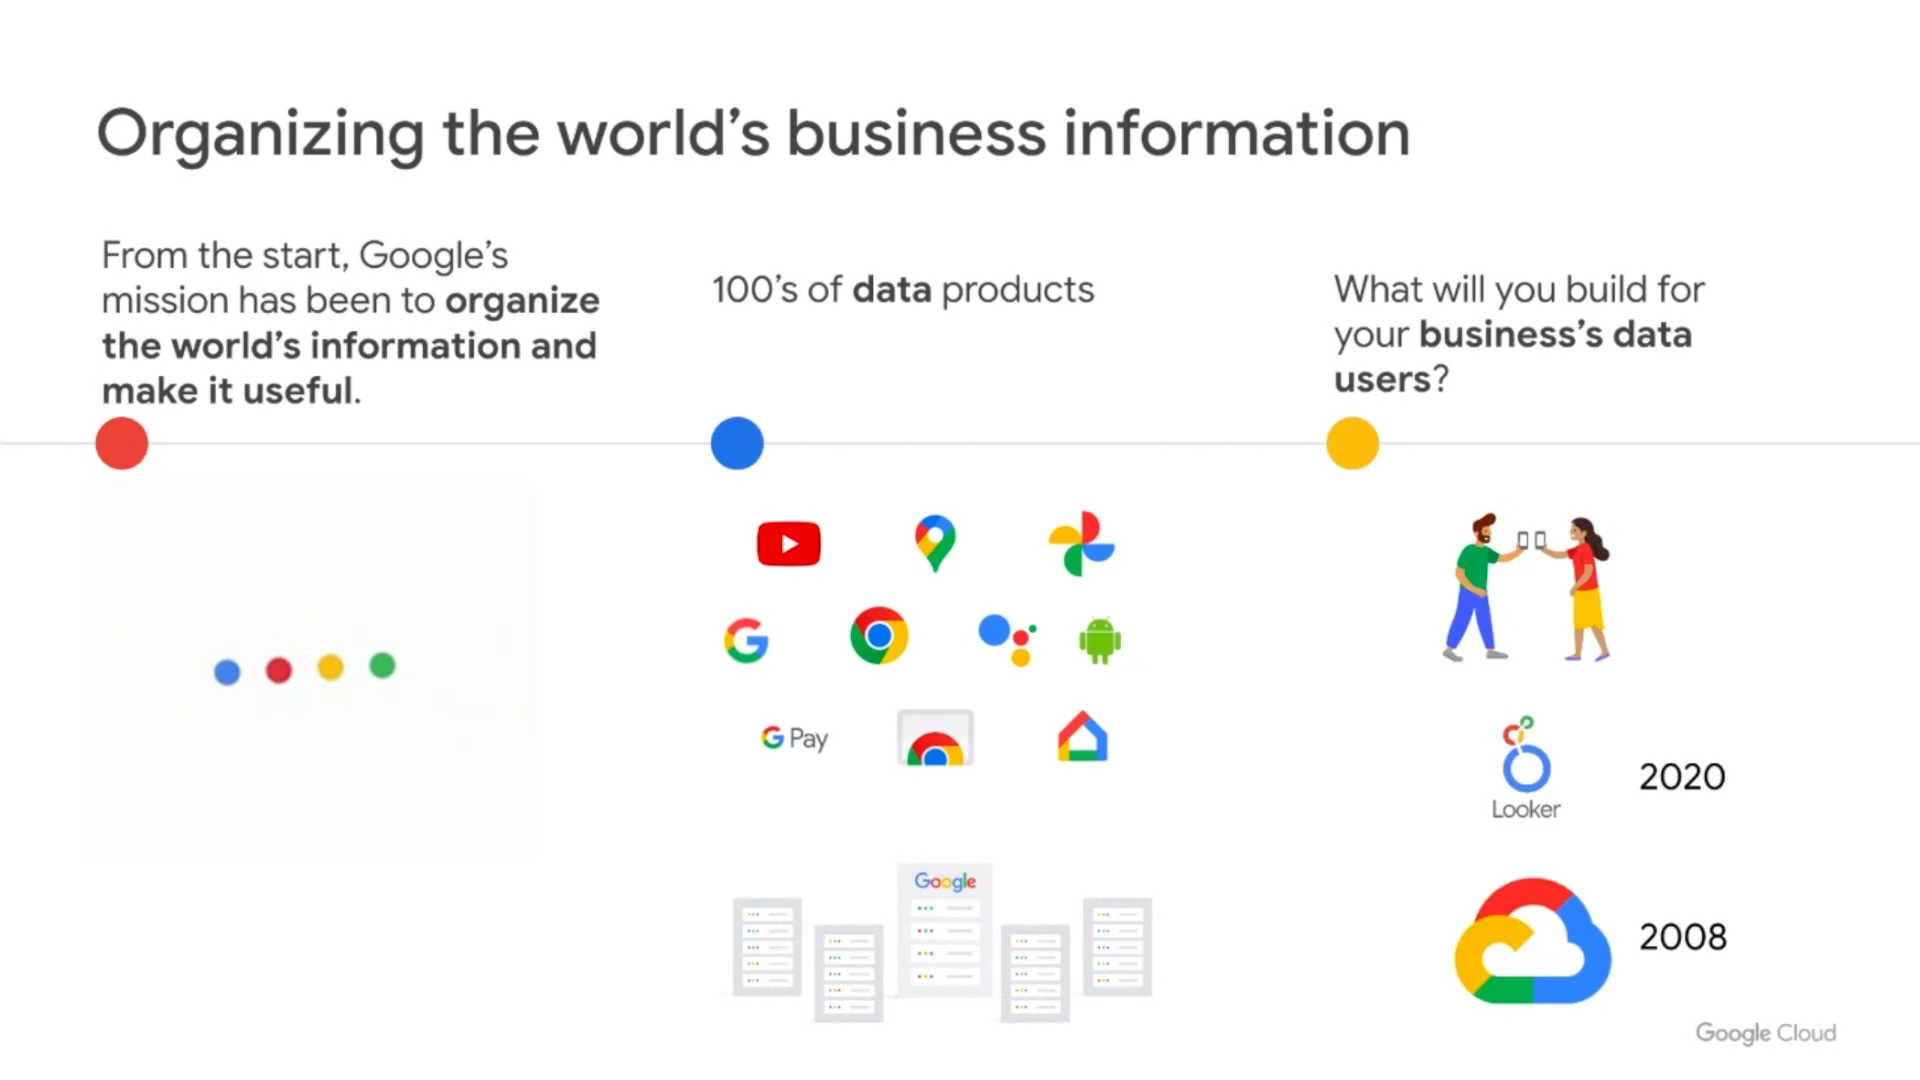 Organizing the world’s business information
From the start, Google’s
mission has been to organize
the world’s information and
make it useful.
100’s of data products
What will you build for
your business’s data
users?
G Pay
Looker
2020
Google
2008
Google Cloud